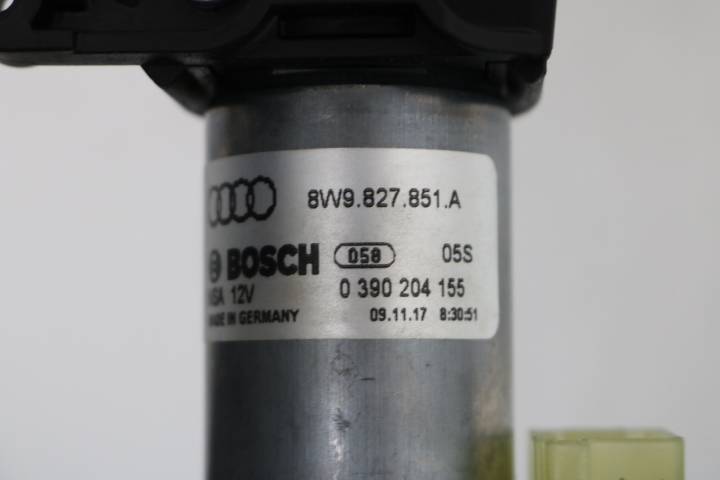 8W9.827.851.A
BOSCH 058 05S
12V 0 390 204 155
MADE IN GERMANY 09.11.17 8:30:51